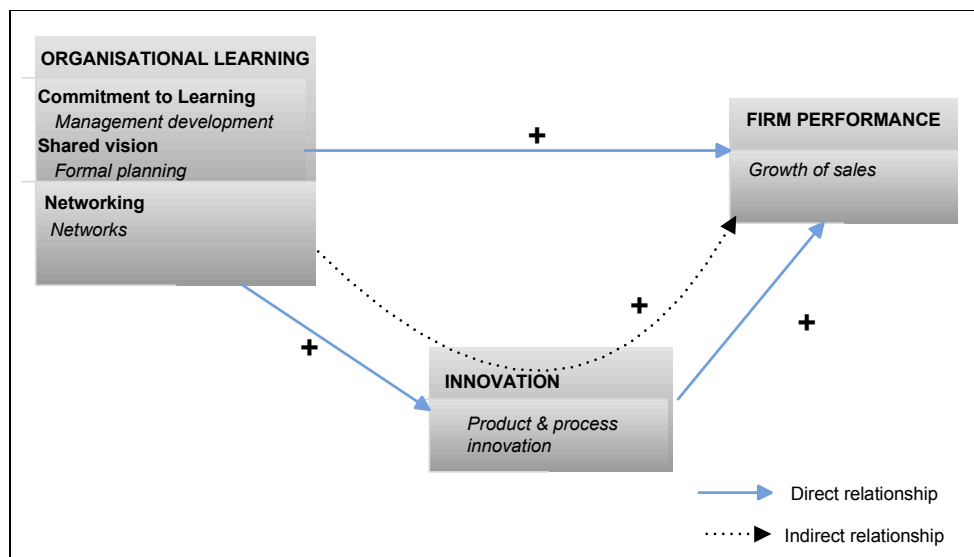 ORGANISATIONAL LEARNING
Commitment to Learning
Management development
Shared vision
Formal planning
Networking
Networks
+
FIRM PERFORMANCE
Growth of sales
+
+
+
INNOVATION
Product & process
innovation
Direct relationship
Indirect relationship